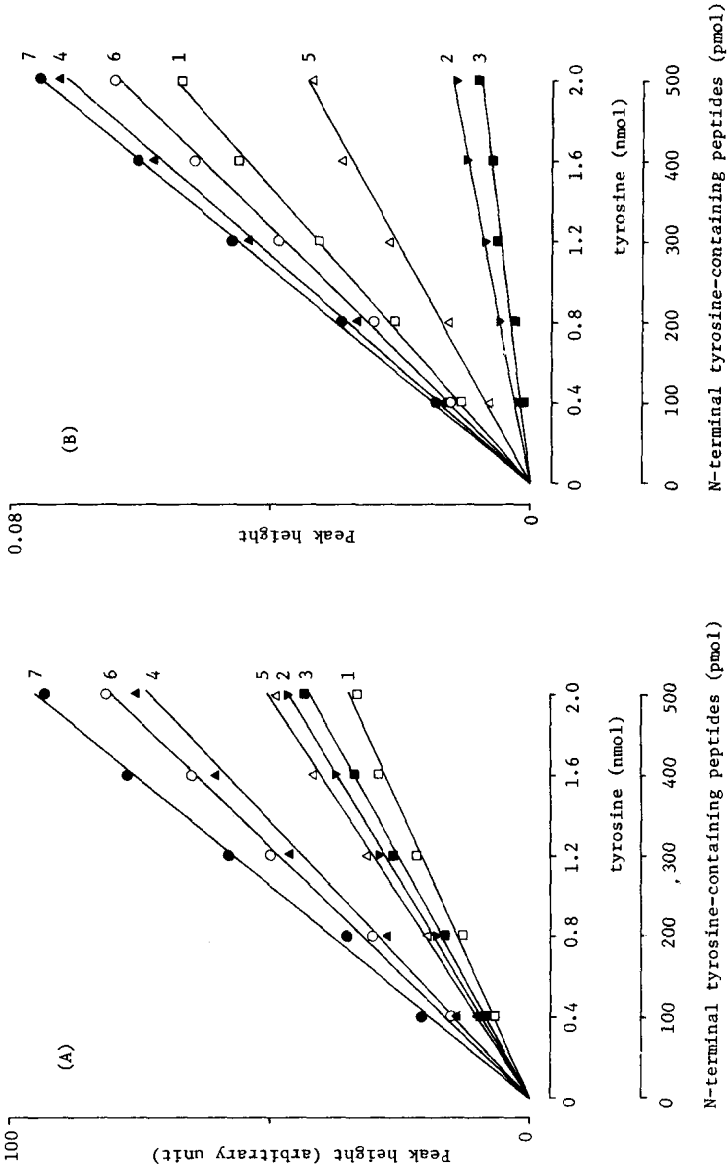 (A)
100
0
Peak height (arbitrary unit)
7
6
4
5
2
3
1
0 0.4 0.8 1.2 1.6 2.0
tyrosine (nmol)
0 100 200 , 300 400 500
N-terminal tyrosine-containing peptides (pmol)
(B)
0.08
0
Peak height
7
4
6
1
5
2
3
0 0.4 0.8 1.2 1.6 2.0
tyrosine (nmol)
0 100 200 300 400 500
N-terminal tyrosine-containing peptides (pmol)